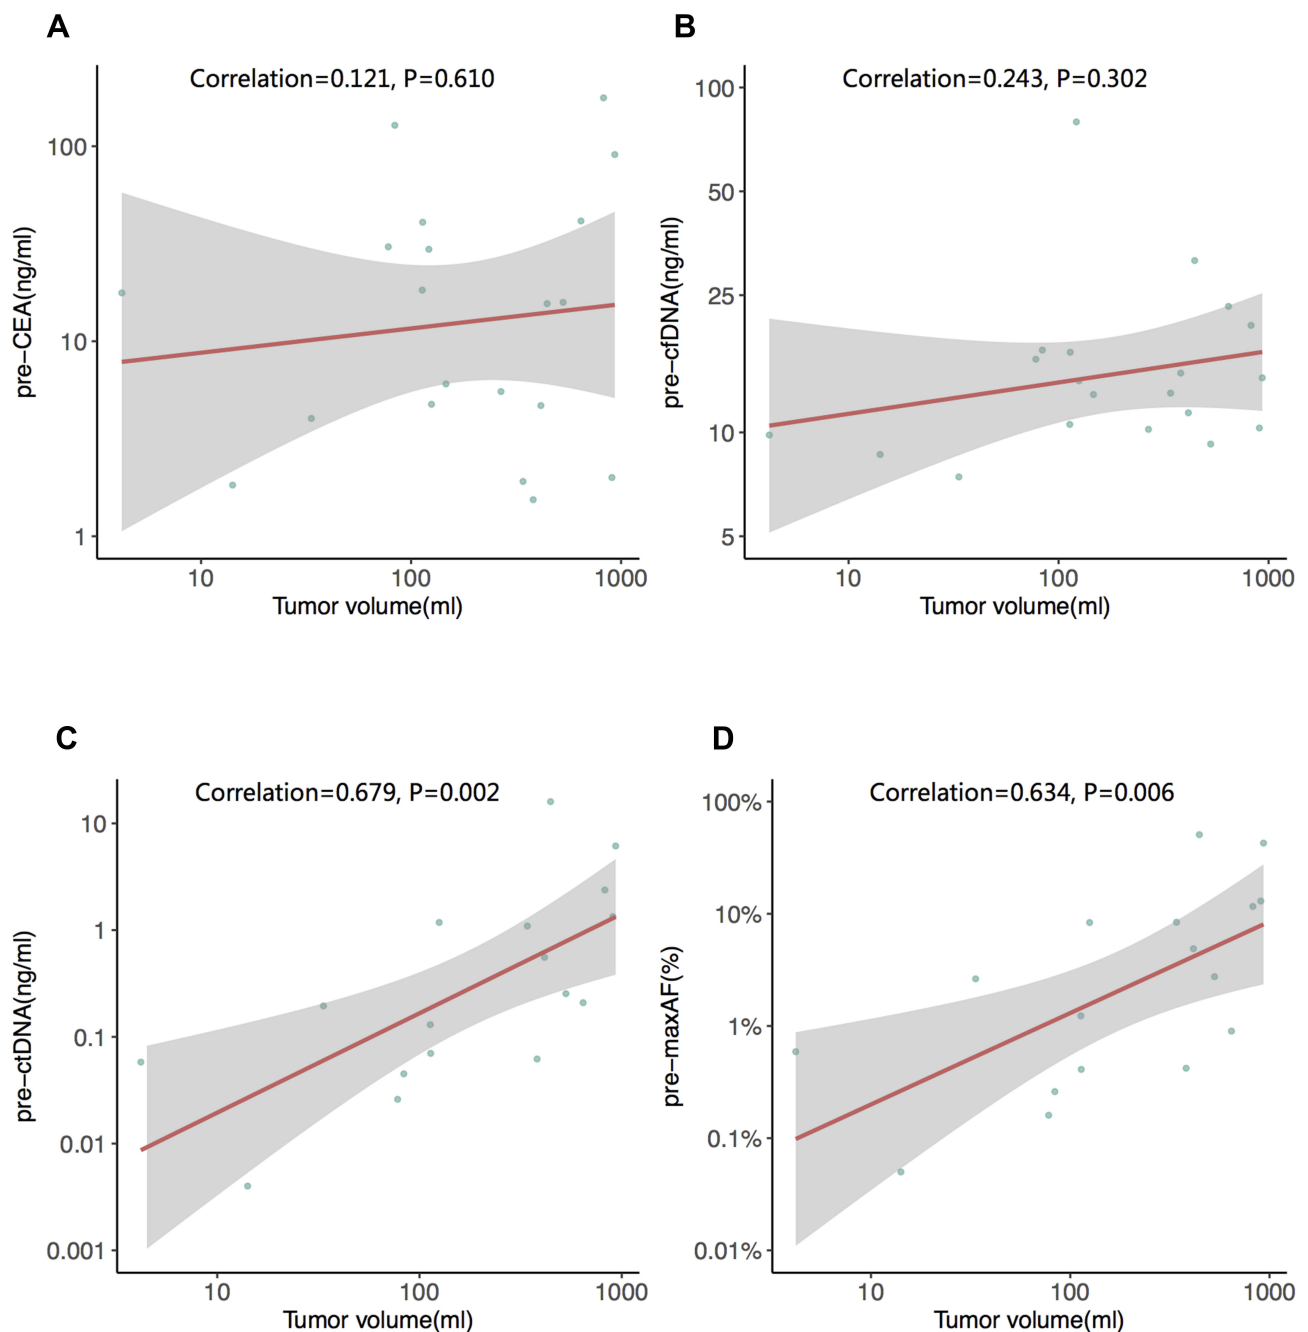 A
Correlation=0.121, P=0.610
pre−CEA(ng/ml)
100
10
1
10 100 1000
Tumor volume(ml)
B
Correlation=0.243, P=0.302
pre−cfDNA(ng/ml)
100
50
25
10
5
10 100 1000
Tumor volume(ml)
C
Correlation=0.679, P=0.002
pre−ctDNA(ng/ml)
10
1
0.1
0.01
0.001
10 100 1000
Tumor volume(ml)
D
Correlation=0.634, P=0.006
pre−maxAF(%)
100%
10%
1%
0.1%
0.01%
10 100 1000
Tumor volume(ml)